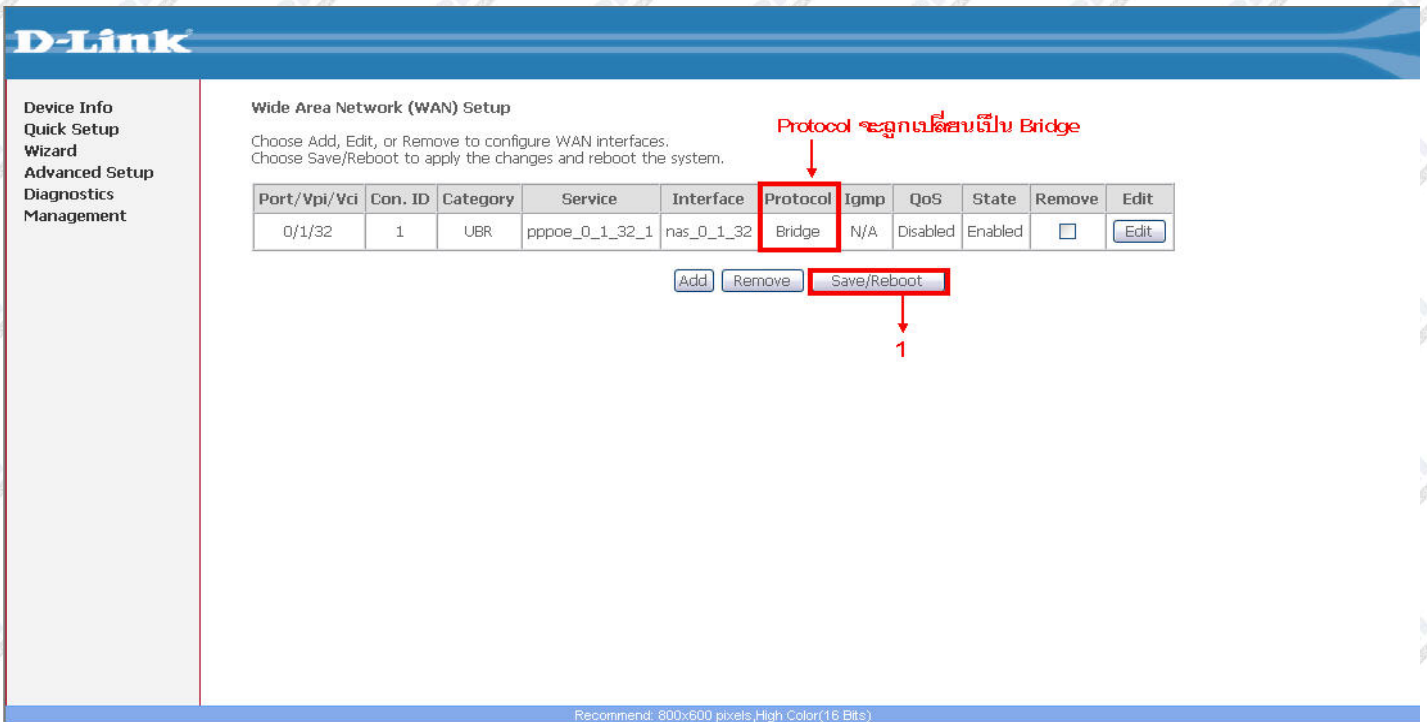 D-Link
Device Info
Quick Setup
Wizard
Advanced Setup
Diagnostics
Management
Wide Area Network (WAN) Setup
Choose Add, Edit, or Remove to configure WAN interfaces.
Choose Save/Reboot to apply the changes and reboot the system.
Protocol จะถูกเปลี่ยนเป็น Bridge
Port/Vpi/Vci Con. ID Category Service Interface Protocol Igmp QoS State Remove Edit
0/1/32 1 UBR pppoe_0_1_32_1 nas_0_1_32 Bridge N/A Disabled Enabled Edit
Add Remove Save/Reboot
1
Recommend: 800x600 pixels,High Color(16 Bits)